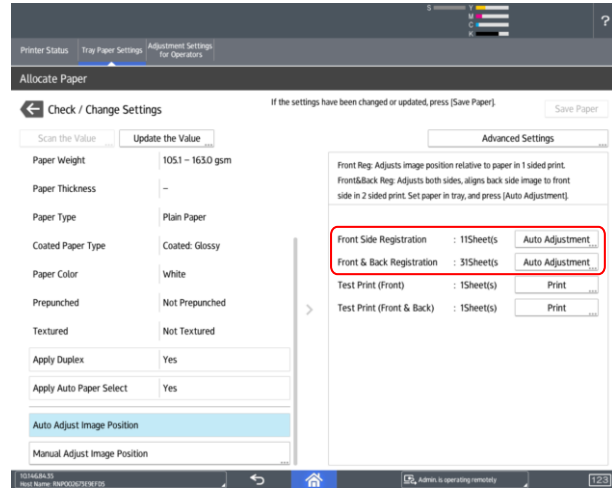 S Y
M
C
K
?
Printer Status Tray Paper Settings Adjustment Settings for Operators
Allocate Paper
Check / Change Settings
If the settings have been changed or updated, press [Save Paper].
Save Paper
Scan the Value
Update the Value
Advanced Settings
Paper Weight 105.1 – 163.0 gsm
Paper Thickness –
Paper Type Plain Paper
Coated Paper Type Coated: Glossy
Paper Color White
Prepunched Not Prepunched
Textured Not Textured
Apply Duplex Yes
Apply Auto Paper Select Yes
Auto Adjust Image Position
Manual Adjust Image Position
Front Reg: Adjusts image position relative to paper in 1 sided print.
Front&Back Reg: Adjusts both sides, aligns back side image to front
side in 2 sided print. Set paper in tray, and press [Auto Adjustment].
Front Side Registration : 11Sheet(s Auto Adjustment
Front & Back Registration : 31Sheet(s Auto Adjustment
Test Print (Front) : 1Sheet(s) Print
Test Print (Front & Back) : 1Sheet(s) Print
10.146.84.55
Host Name: RNP002675E9EFD5
Admin. is operating remotely
123